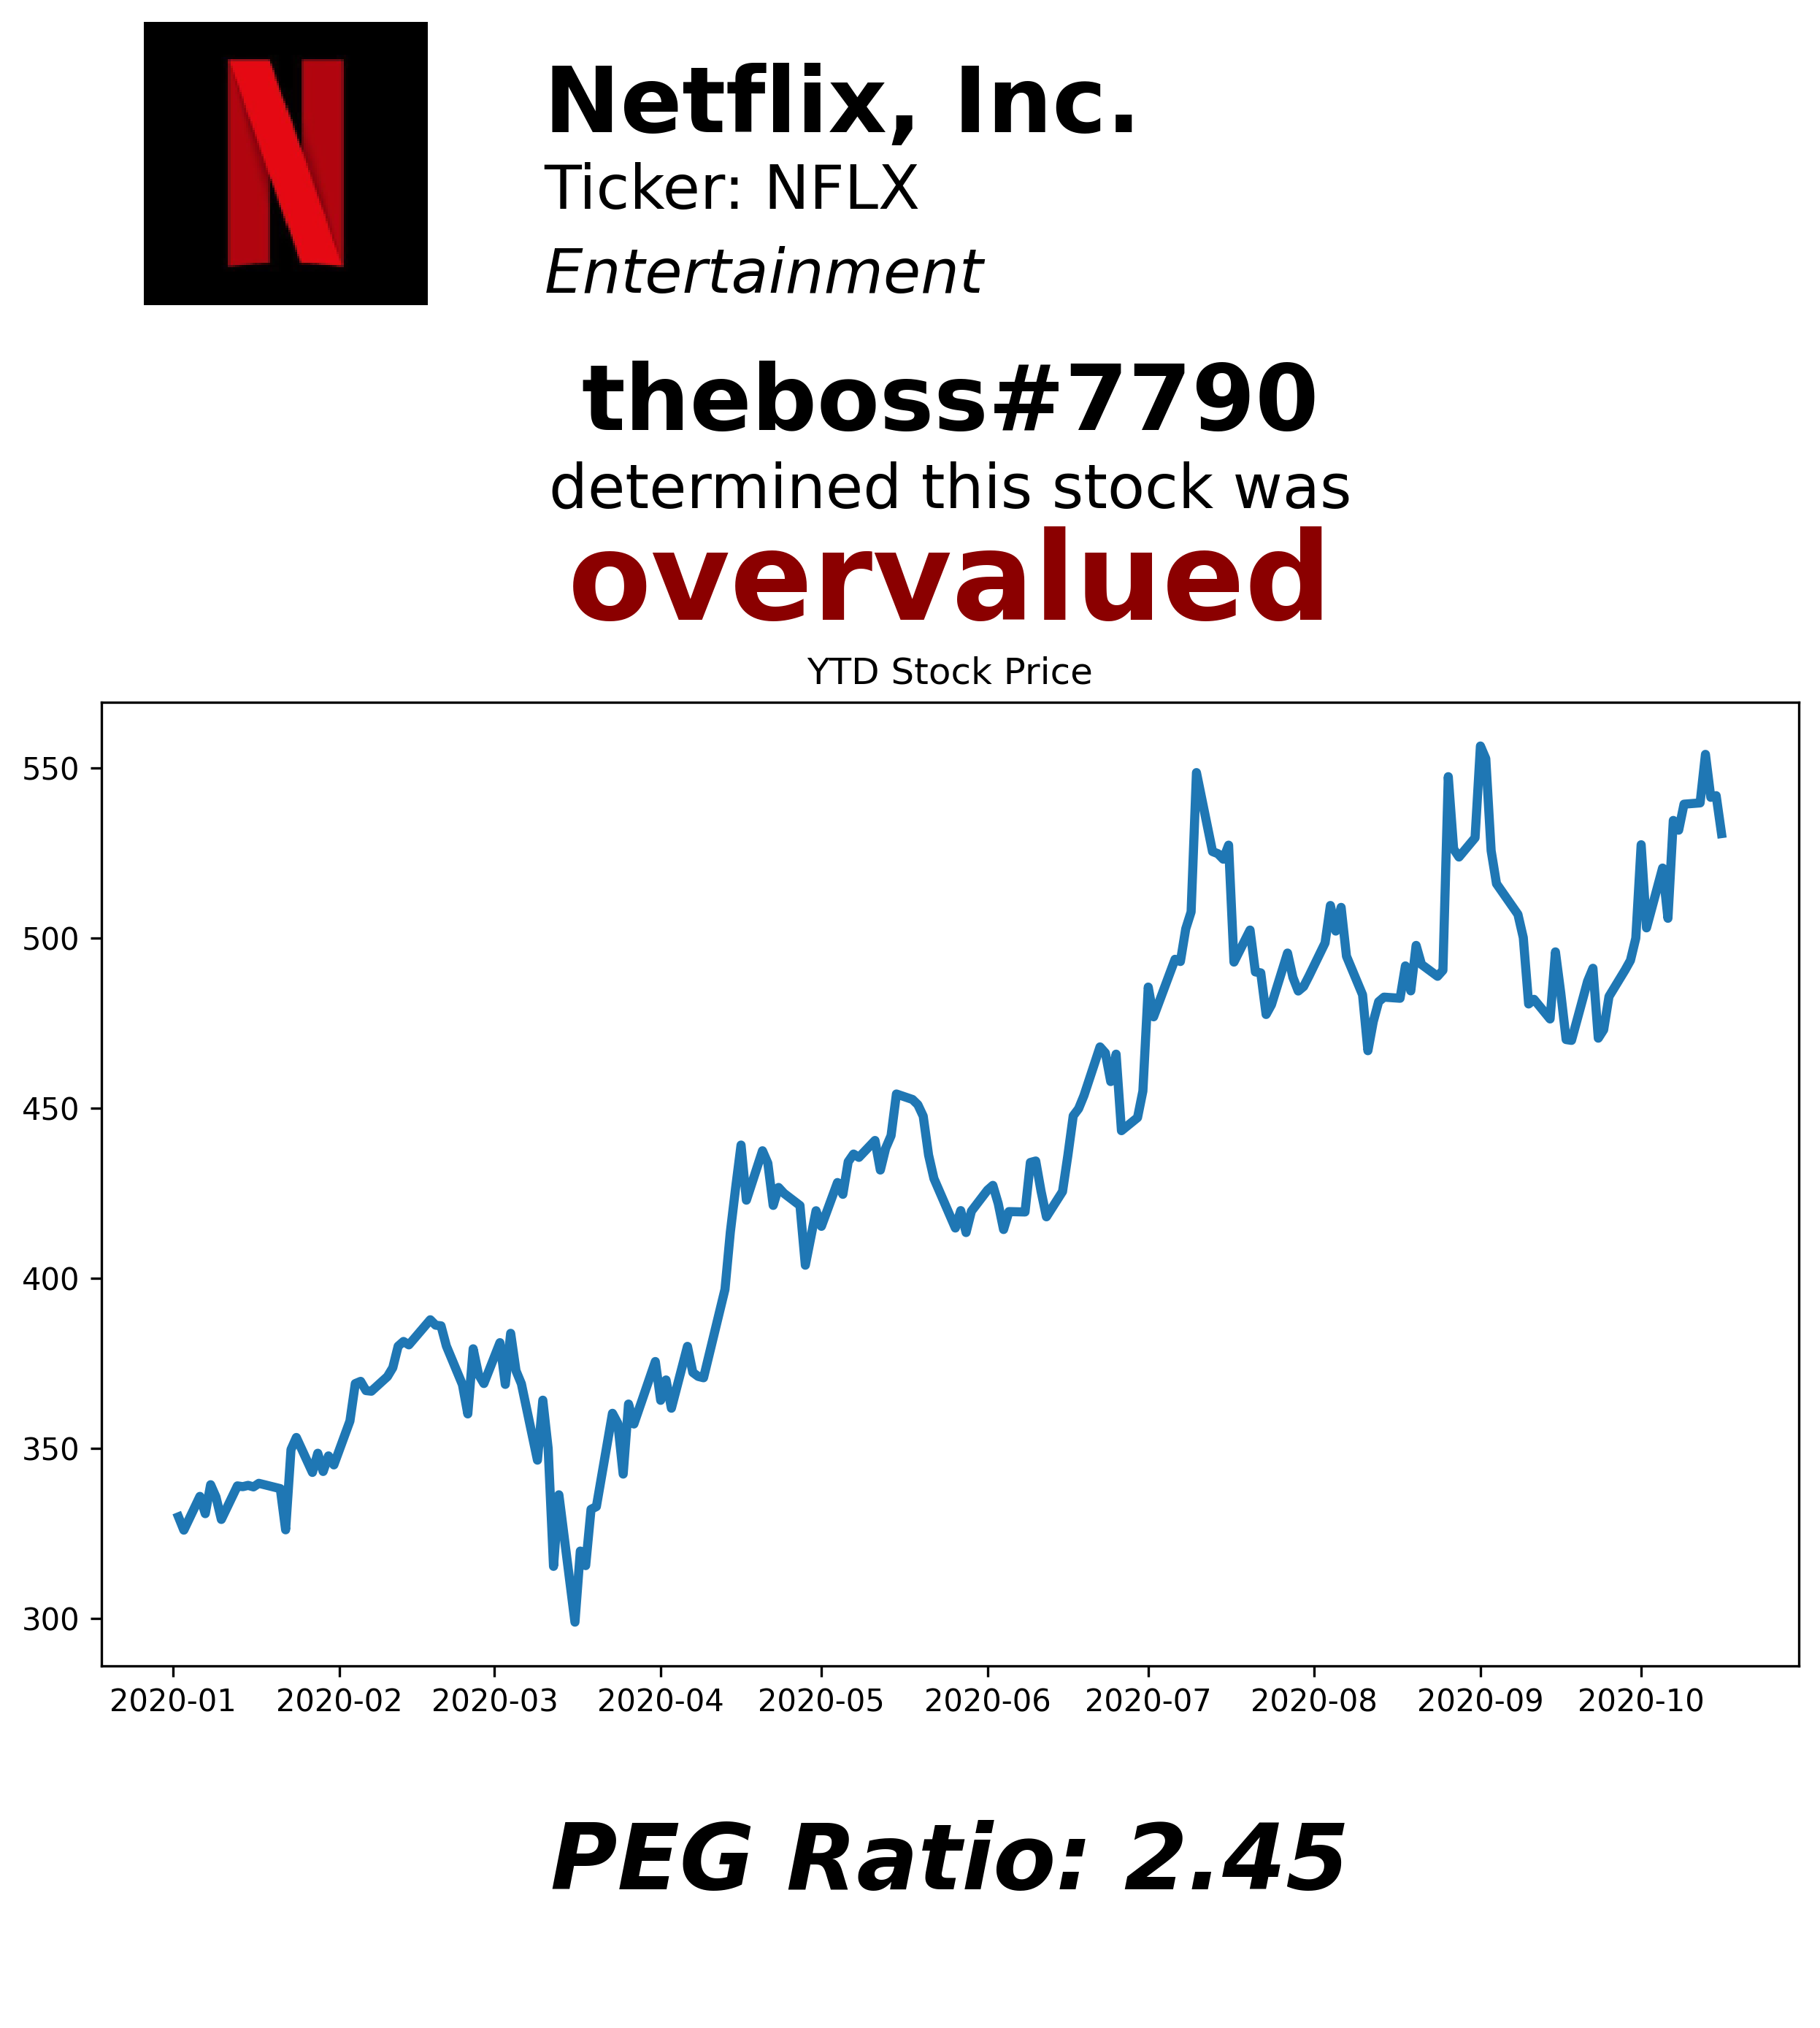 Netflix, Inc.
Ticker: NFLX
Entertainment
theboss#7790
determined this stock was
overvalued
YTD Stock Price
550
500
450
400
350
300
2020-01 2020-02 2020-03 2020-04 2020-05 2020-06 2020-07 2020-08 2020-09 2020-10
PEG Ratio: 2.45